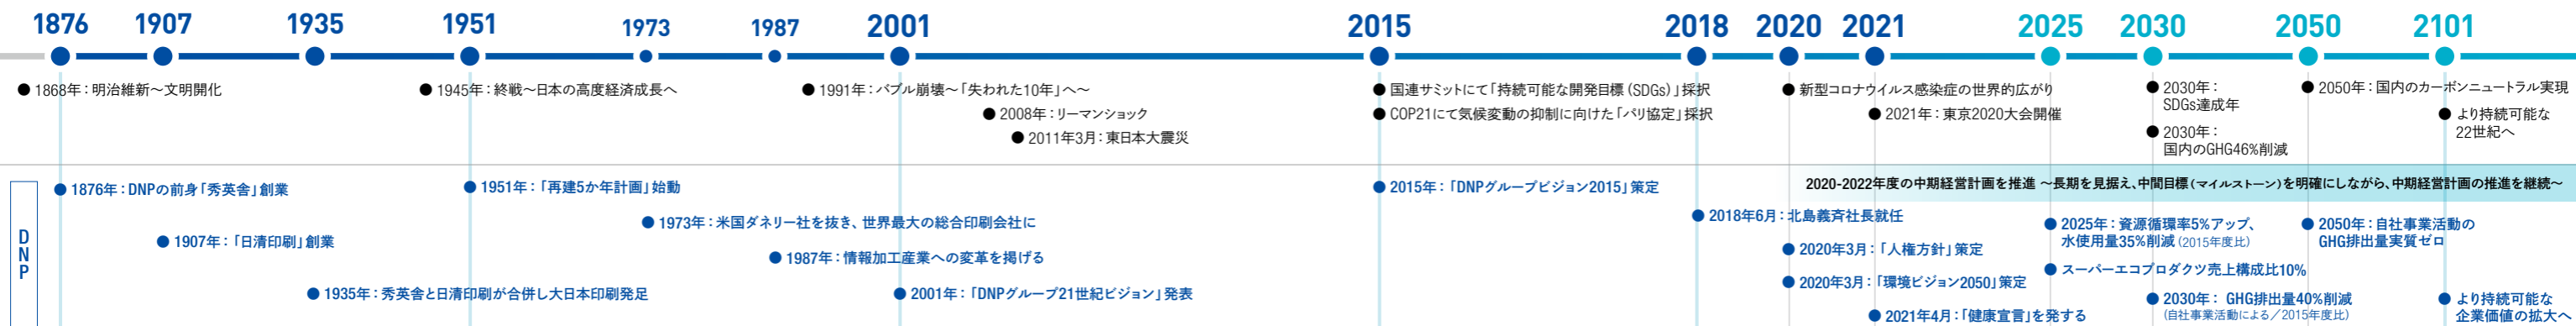 1876 1907 1935 1951 1973 1987 2001 2015 2018 2020 2021 2025 2030 2050 2101
1868年：明治維新～文明開化
1945年：終戦～日本の高度経済成長へ
1991年：バブル崩壊～「失われた10年」へ～
2008年：リーマンショック
2011年3月：東日本大震災
国連サミットにて「持続可能な開発目標（SDGs）」採択
COP21にて気候変動の抑制に向けた「パリ協定」採択
新型コロナウイルス感染症の世界的広がり
2021年：東京2020大会開催
2030年：
SDGs達成年
2030年：
国内のGHG46%削減
2050年：国内のカーボンニュートラル実現
より持続可能な
22世紀へ
DNP
1876年：DNPの前身「秀英舎」創業
1907年：「日清印刷」創業
1935年：秀英舎と日清印刷が合併し大日本印刷発足
1951年：「再建5か年計画」始動
1973年：米国ダネリー社を抜き、世界最大の総合印刷会社に
1987年：情報加工産業への変革を掲げる
2001年：「DNPグループ21世紀ビジョン」発表
2015年：「DNPグループビジョン2015」策定
2020-2022年度の中期経営計画を推進 ～長期を見据え、中間目標（マイルストーン）を明確にしながら、中期経営計画の推進を継続～
2018年6月：北島義斉社長就任
2020年3月：「人権方針」策定
2020年3月：「環境ビジョン2050」策定
2021年4月：「健康宣言」を発する
2025年：資源循環率5%アップ、
水使用量35%削減（2015年度比）
スーパーエコプロダクツ売上構成比10%
2030年： GHG排出量40%削減
（自社事業活動による／2015年度比）
2050年：自社事業活動の
GHG排出量実質ゼロ
より持続可能な
企業価値の拡大へ